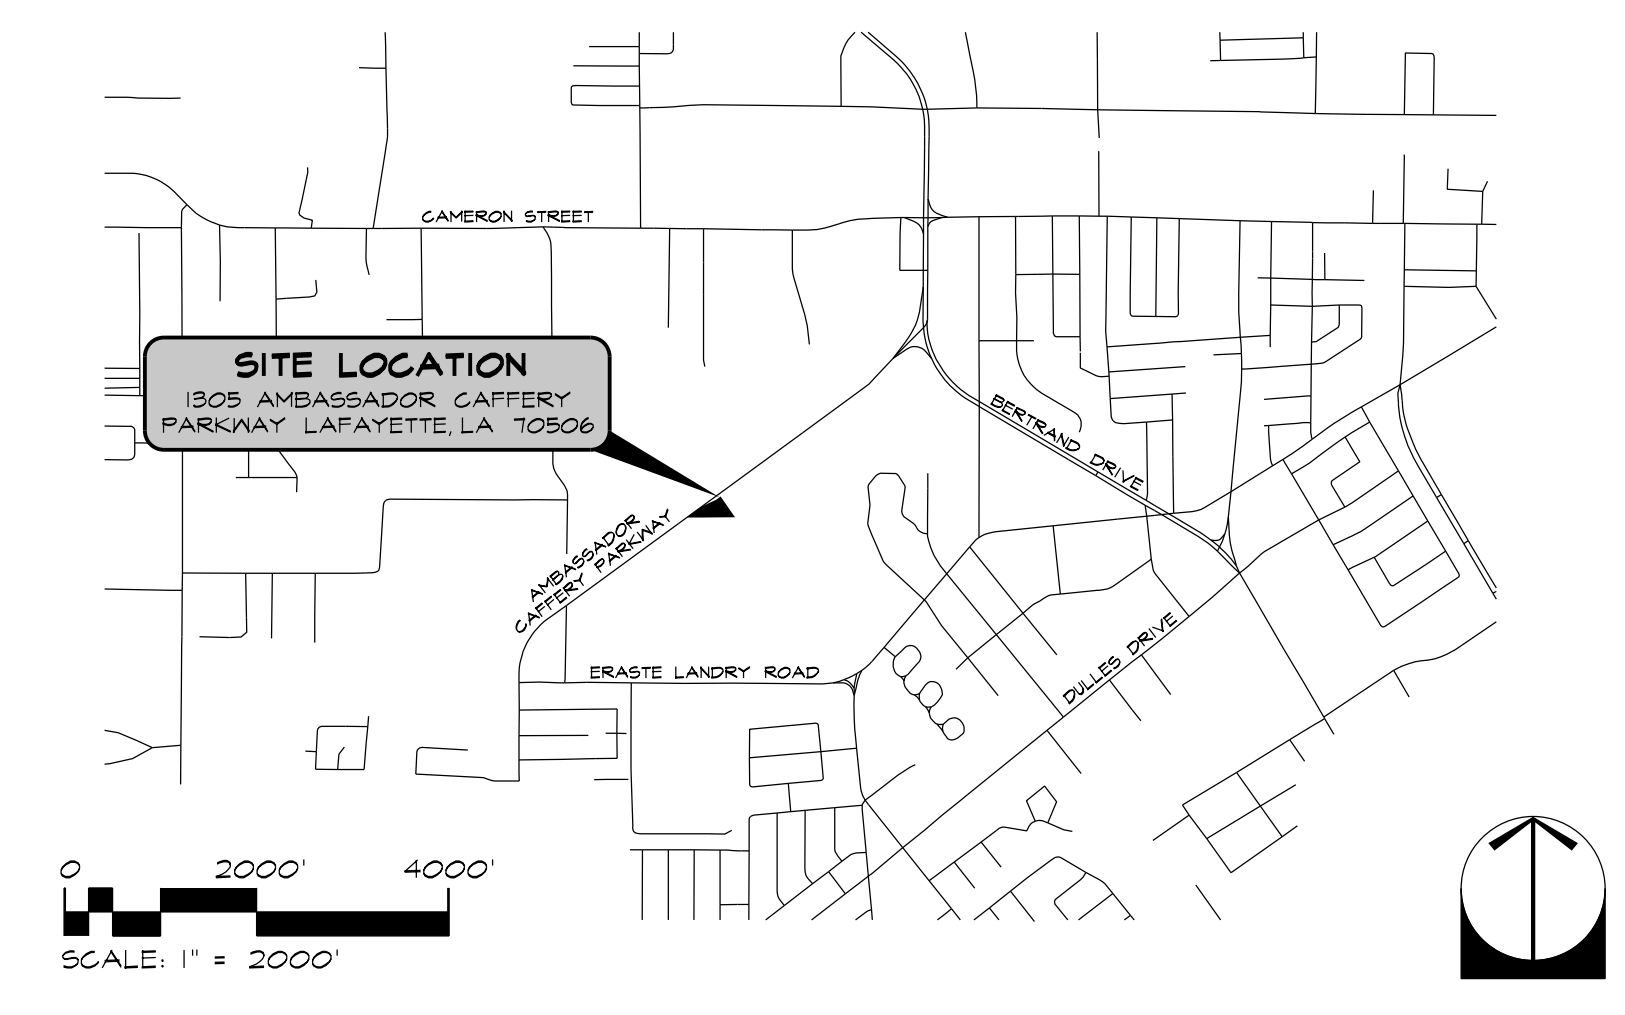 CAMERON STREET
SITE LOCATION
1305 AMBASSADOR CAFFERY
PARKWAY LAFAYETTE, LA 70506
BERTRAND DRIVE
AMBASSADOR
CAFFERY PARKWAY
DULLES DRIVE
ERASTE LANDRY ROAD
0 2000' 4000'
SCALE: 1" = 2000'